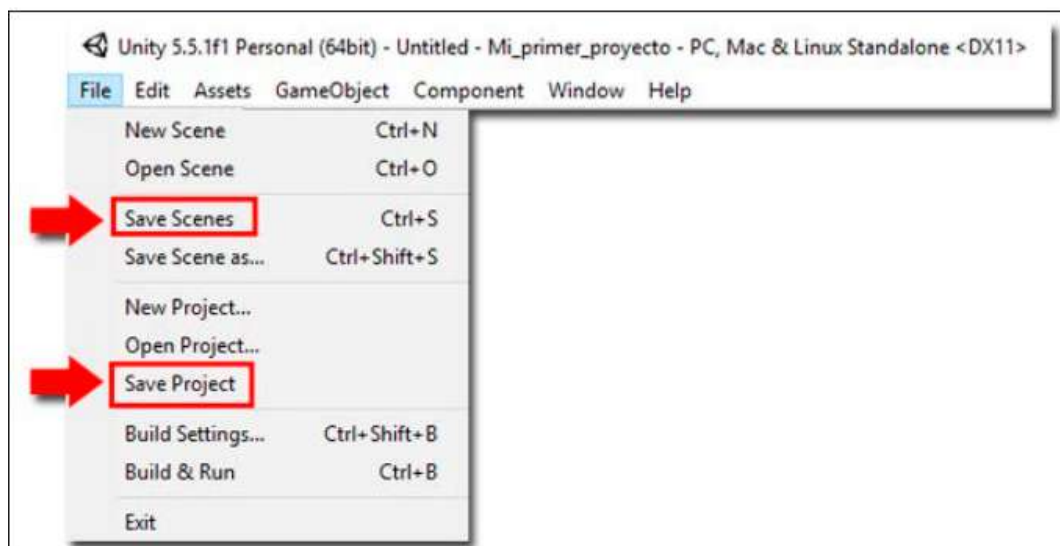 Unity 5.5.1f1 Personal (64bit) - Untitled - Mi_primer_proyecto - PC, Mac & Linux Standalone <DX11>
File Edit Assets GameObject Component Window Help
New Scene Ctrl+N
Open Scene Ctrl+O
Save Scenes Ctrl+S
Save Scene as... Ctrl+Shift+S
New Project...
Open Project...
Save Project
Build Settings... Ctrl+Shift+B
Build & Run Ctrl+B
Exit